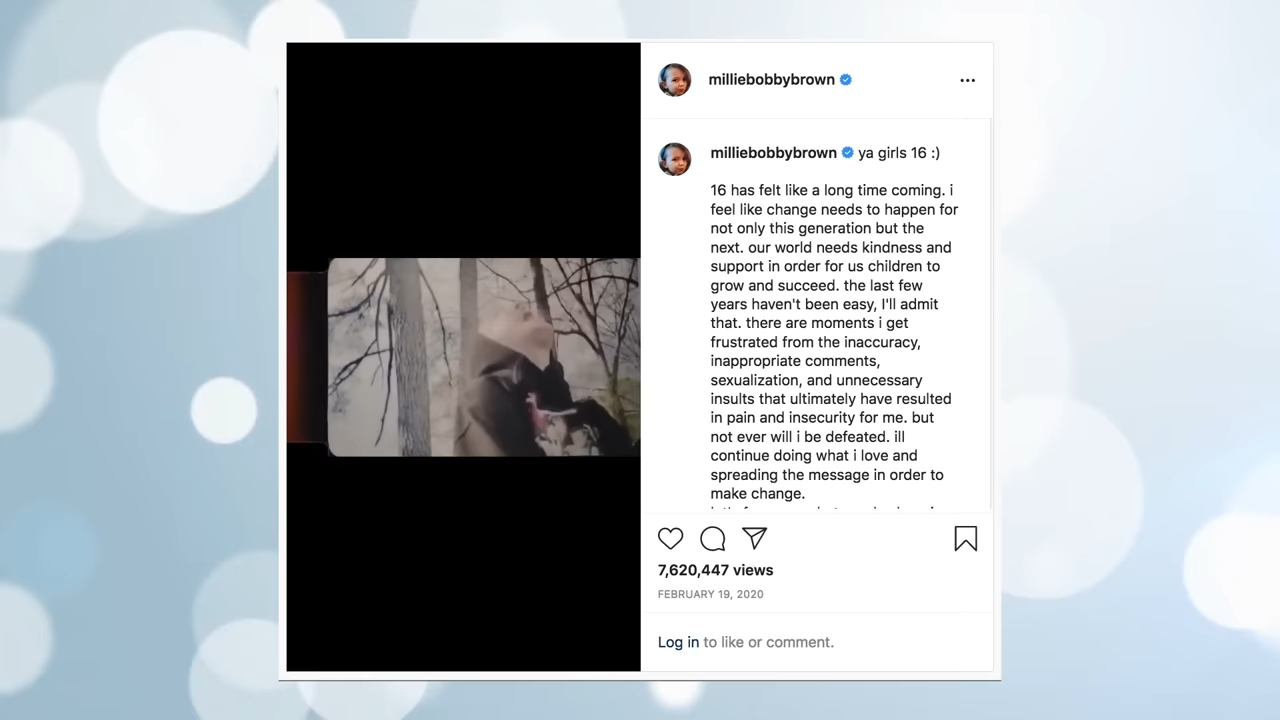 milliebobbybrown
milliebobbybrown ya girls 16 :)
16 has felt like a long time coming. i
feel like change needs to happen for
not only this generation but the
next. our world needs kindness and
support in order for us children to
grow and succeed. the last few
years haven't been easy, I'll admit
that. there are moments i get
frustrated from the inaccuracy,
inappropriate comments,
sexualization, and unnecessary
insults that ultimately have resulted
in pain and insecurity for me. but
not ever will i be defeated. ill
continue doing what i love and
spreading the message in order to
make change.
7,620,447 views
FEBRUARY 19, 2020
Log in to like or comment.